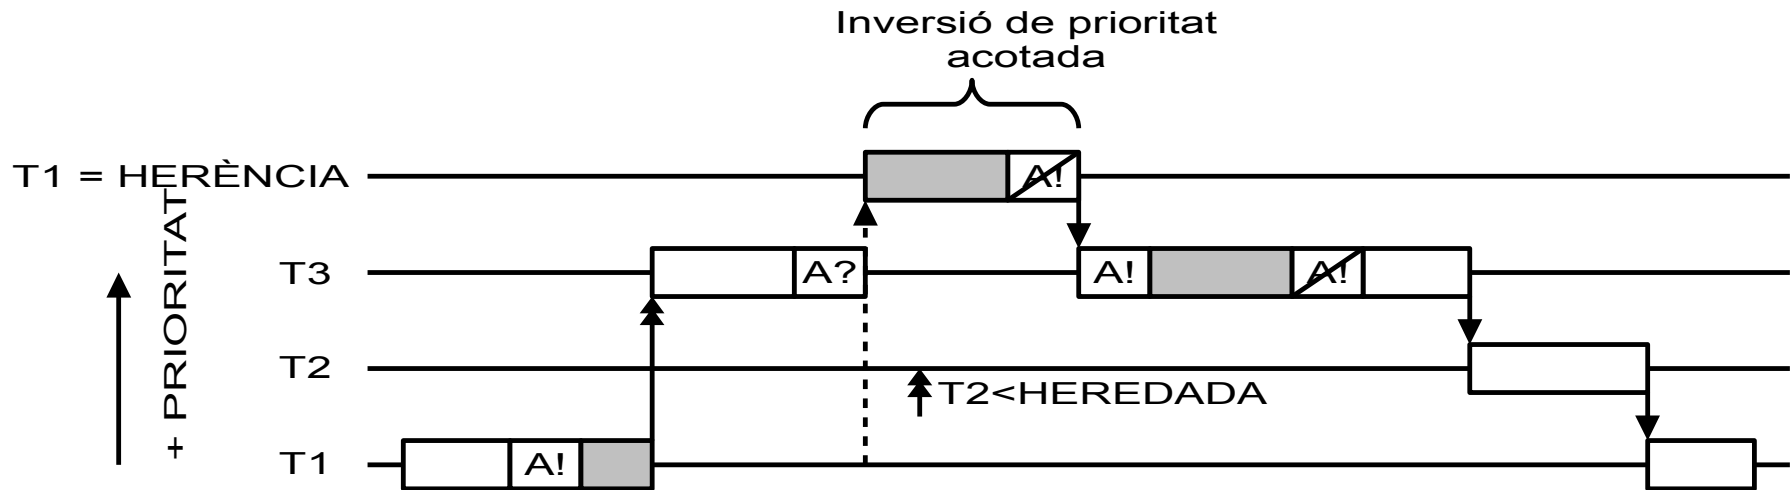 Inversió de prioritat
acotada
T1 = HERÈNCIA
A!
+ PRIORITAT
T3
A?
A!
A!
T2
T2<HEREDADA
T1
A!